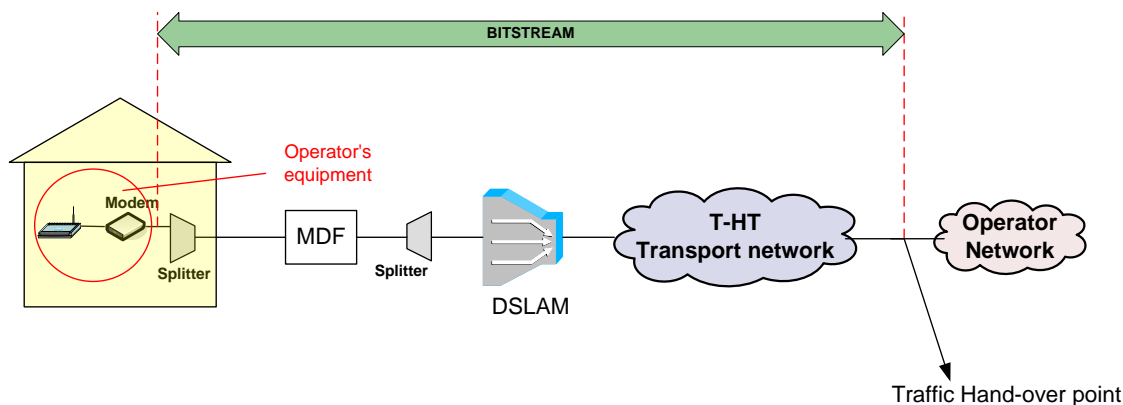 BITSTREAM
Operator's
equipment
Modem
Splitter
MDF
Splitter
DSLAM
T-HT
Transport network
Operator
Network
Traffic Hand-over point